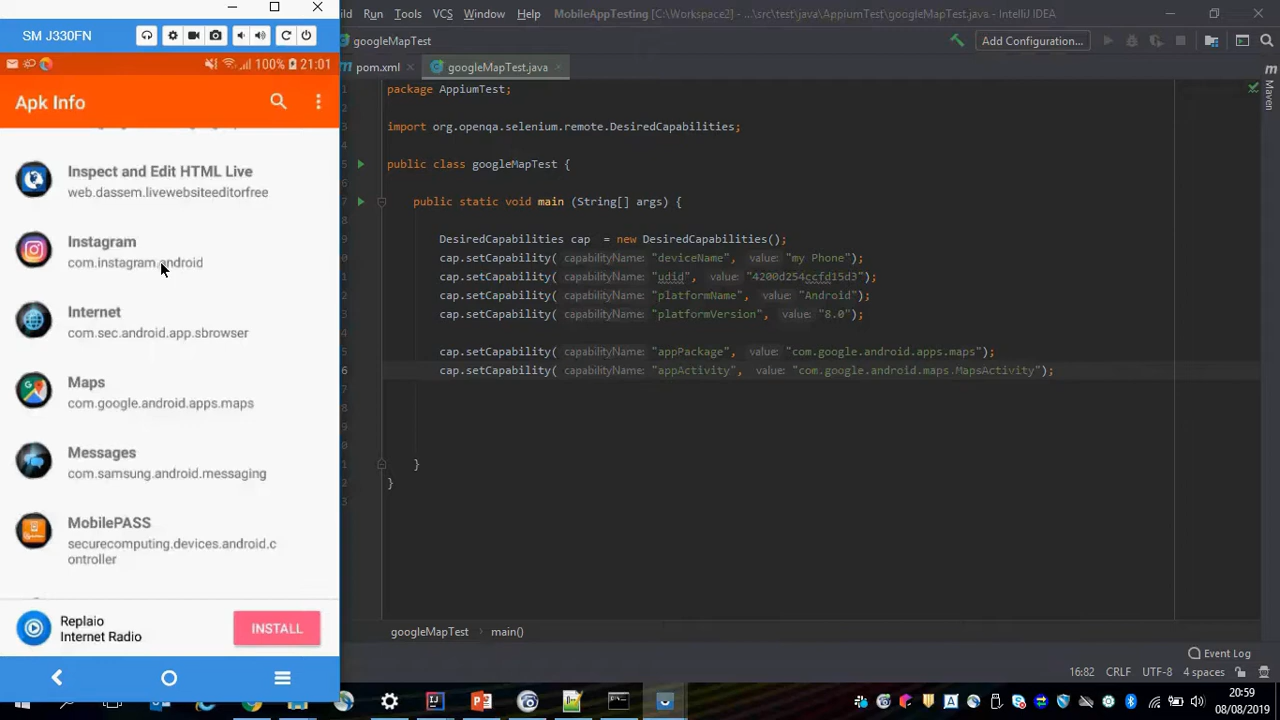 SM J330FN
100% 21:01
Apk Info
Inspect and Edit HTML Live
web.dassem.livewebsiteeditorfree
Instagram
com.instagram.android
Internet
com.sec.android.app.sbrowser
Maps
com.google.android.apps.maps
Messages
com.samsung.android.messaging
MobilePASS
securecomputing.devices.android.c
ontroller
Replaio
Internet Radio
INSTALL
ild Run Tools VCS Window Help MobileAppTesting [C:\Workspace2] - ...\src\test\java\AppiumTest\googleMapTest.java - IntelliJ IDEA
googleMapTest
Add Configuration...
pom.xml
googleMapTest.java
Maven
package AppiumTest;
import org.openqa.selenium.remote.DesiredCapabilities;
public class googleMapTest {
public static void main (String[] args) {
DesiredCapabilities cap = new DesiredCapabilities();
cap.setCapability( capabilityName: "deviceName", value: "my Phone");
cap.setCapability( capabilityName: "udid", value: "4200d254ccfd15d3");
cap.setCapability( capabilityName: "platformName", value: "Android");
cap.setCapability( capabilityName: "platformVersion", value: "8.0");
cap.setCapability( capabilityName: "appPackage", value: "com.google.android.apps.maps");
cap.setCapability( capabilityName: "appActivity", value: "com.google.android.maps.MapsActivity");
}
}
googleMapTest main()
Event Log
16:82 CRLF UTF-8 4 spaces
20:59
08/08/2019